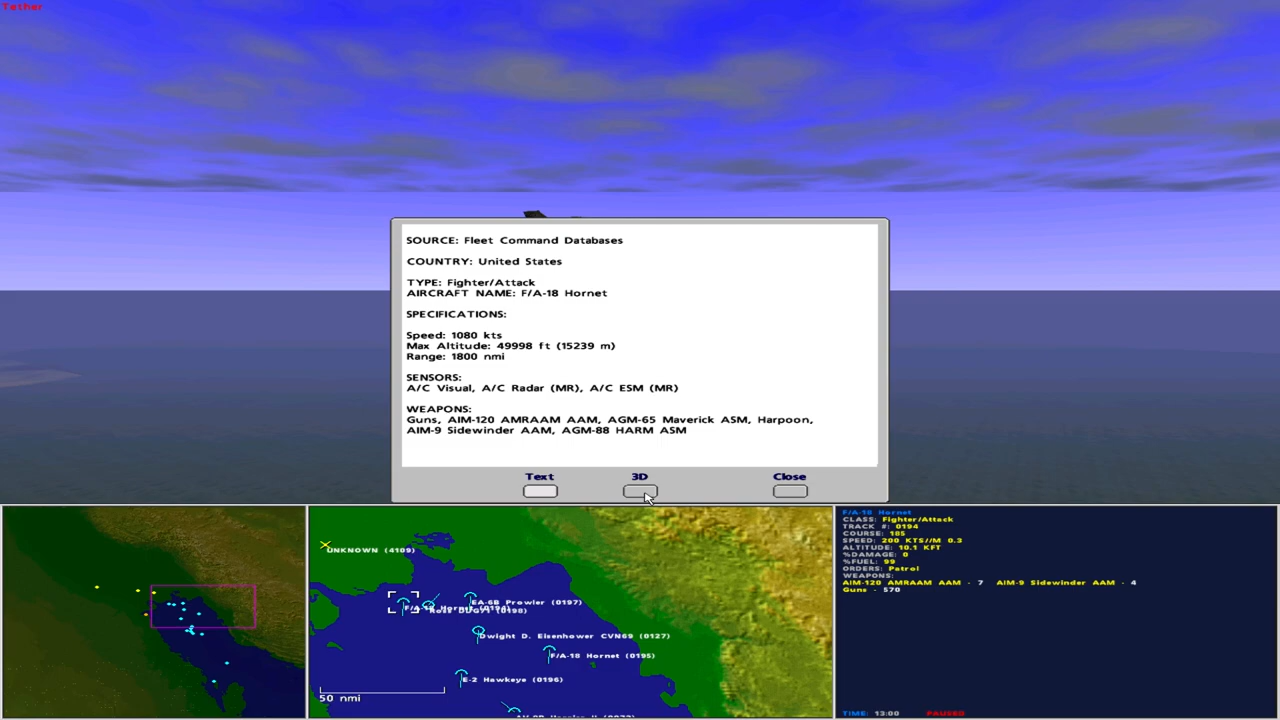 Tether
SOURCE: Fleet Command Databases
COUNTRY: United States
TYPE: Fighter/Attack
AIRCRAFT NAME: F/A-18 Hornet
SPECIFICATIONS:
Speed: 1080 kts
Max Altitude: 49998 ft (15239 m)
Range: 1800 nmi
SENSORS:
A/C Visual, A/C Radar (MR), A/C ESM (MR)
WEAPONS:
Guns, AIM-120 AMRAAM AAM, AGM-65 Maverick ASM, Harpoon,
AIM-9 Sidewinder AAM, AGM-88 HARM ASM
Text 3D Close
UNKNOWN (4109)
EA-6B Prowler (0197)
(0198)
Dwight D. Eisenhower CVN69 (0127)
F/A-18 Hornet (0195)
E-2 Hawkeye (0196)
50 nmi
F/A-18 Hornet
CLASS: Fighter/Attack
TRACK #: 0194
COURSE: 185
SPEED: 200 KTS//M 0.3
ALTITUDE: 10.1 KFT
%DAMAGE: 0
%FUEL: 99
ORDERS: Patrol
WEAPONS:
AIM-120 AMRAAM AAM - 7 AIM-9 Sidewinder AAM - 4
Guns - 570
TIME: 13:00 PAUSED